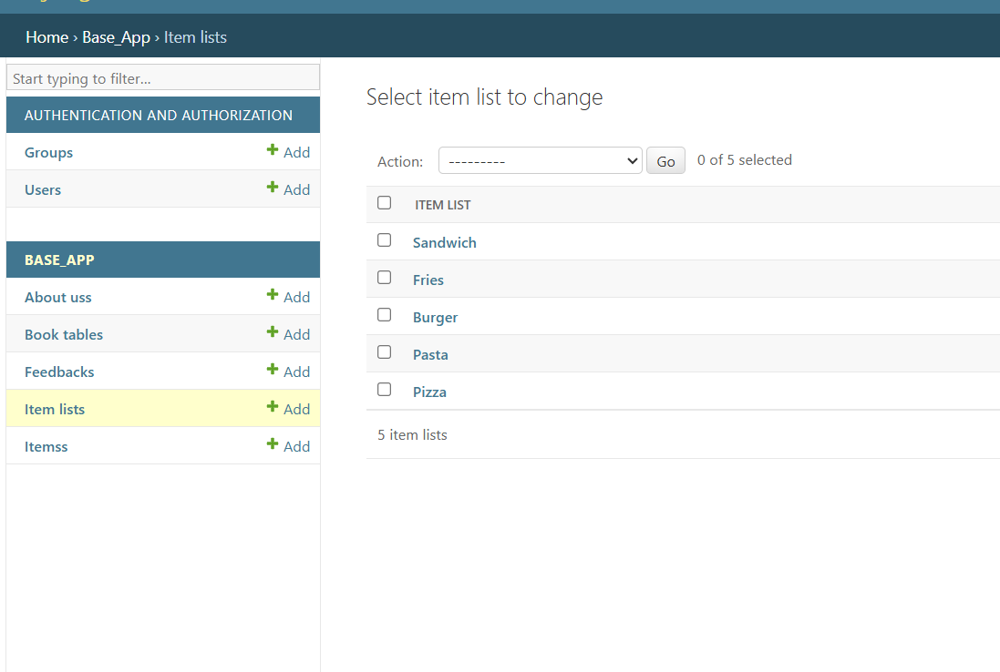 Home › Base_App › Item lists
Start typing to filter...
AUTHENTICATION AND AUTHORIZATION
Groups Add
Users Add
BASE_APP
About uss Add
Book tables Add
Feedbacks Add
Item lists Add
Itemss Add
Select item list to change
Action: --------- Go 0 of 5 selected
ITEM LIST
Sandwich
Fries
Burger
Pasta
Pizza
5 item lists